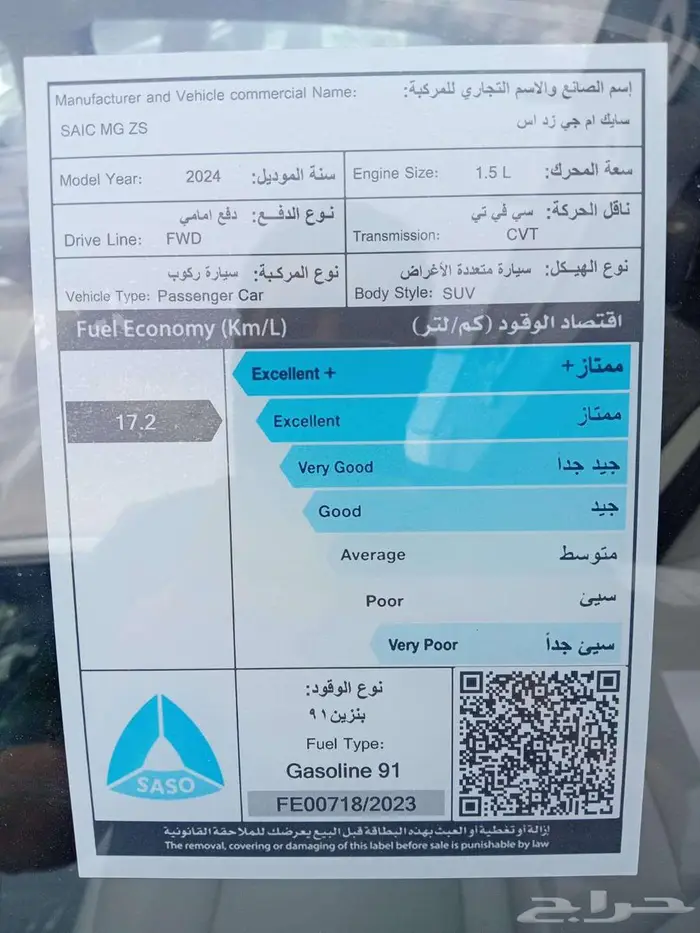 Manufacturer and Vehicle commercial Name: إسم الصانع والاسم التجاري للمركبة:
SAIC MG ZS سايك ام جي زد اس
Model Year: 2024 سنة الموديل:
Engine Size: 1.5 L سعة المحرك:
نوع الدفع: دفع امامي
Drive Line: FWD
ناقل الحركة: سي في تي
Transmission: CVT
نوع المركبة: سيارة ركوب
Vehicle Type: Passenger Car
نوع الهيكل: سيارة متعددة الأغراض
Body Style: SUV
Fuel Economy (Km/L) اقتصاد الوقود (كم/لتر)
Excellent + ممتاز +
17.2
Excellent ممتاز
Very Good جيد جداً
Good جيد
Average متوسط
Poor سيئ
Very Poor سيئ جداً
SASO
نوع الوقود:
بنزين ٩١
Fuel Type:
Gasoline 91
FE00718/2023
إزالة أو تغطية أو العبث بهذه البطاقة قبل البيع يعرضك للملاحقة القانونية
The removal, covering or damaging of this label before sale is punishable by law
حراج